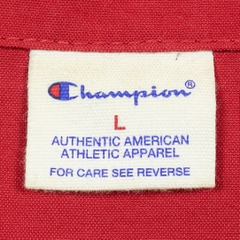 Champion®
L
AUTHENTIC AMERICAN
ATHLETIC APPAREL
FOR CARE SEE REVERSE